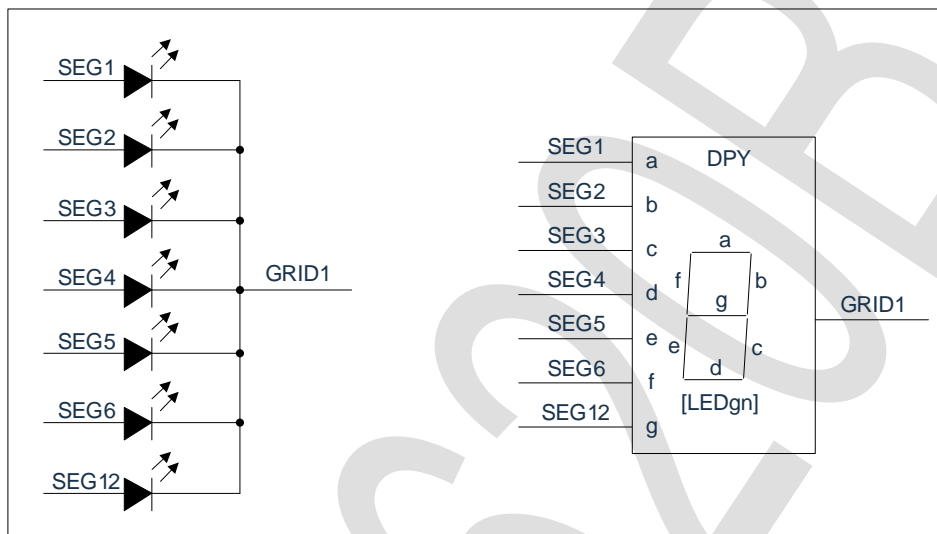 SEG1
SEG2
SEG3
SEG4
SEG5
SEG6
SEG12
GRID1
SEG1
SEG2
SEG3
SEG4
SEG5
SEG6
SEG12
a
b
c
d
e
f
g
DPY
a
f
b
g
e
c
d
[LEDgn]
GRID1